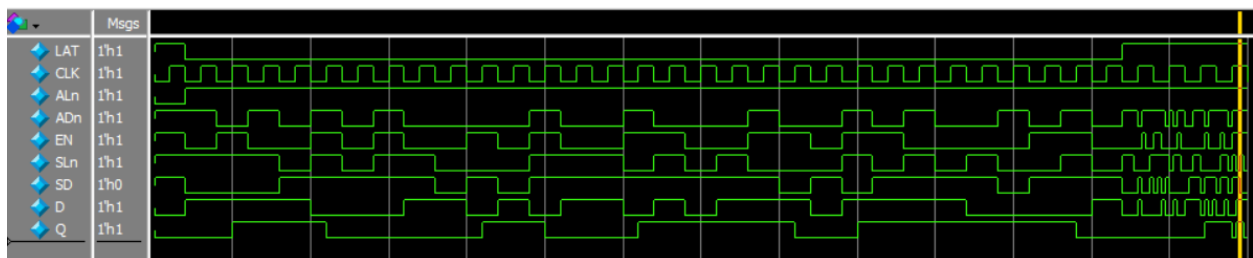 Msgs
LAT 1'h1
CLK 1'h1
ALn 1'h1
ADn 1'h1
EN 1'h1
SLn 1'h1
SD 1'h0
D 1'h1
Q 1'h1